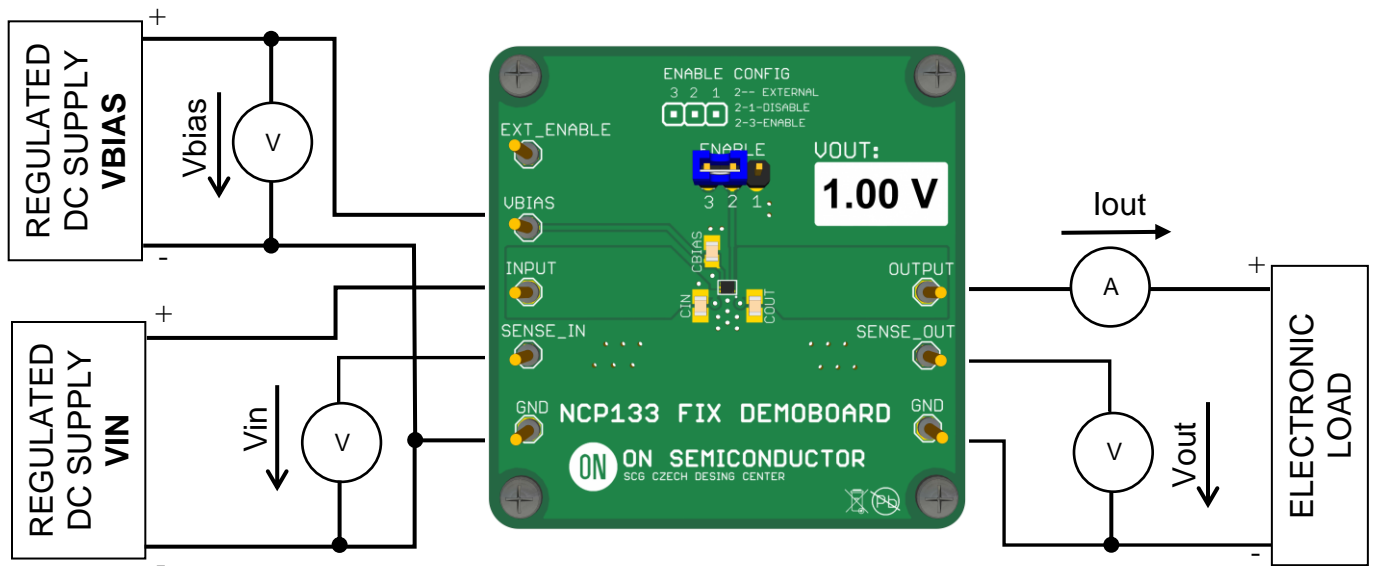 +
REGULATED
DC SUPPLY
VBIAS
Vbias
V
-
+
REGULATED
DC SUPPLY
VIN
Vin
V
-
ENABLE CONFIG
3 2 1 2-- EXTERNAL
2-1-DISABLE
2-3-ENABLE
EXT_ENABLE
ENABLE
3 2 1
VOUT:
1.00 V
VBIAS
CBIAS
INPUT
OUTPUT
CIN
COUT
SENSE_IN
SENSE_OUT
GND
NCP133 FIX DEMOBOARD
GND
ON
ON SEMICONDUCTOR
SCG CZECH DESING CENTER
Pb
Iout
A
+
V
Vout
ELECTRONIC
LOAD
-